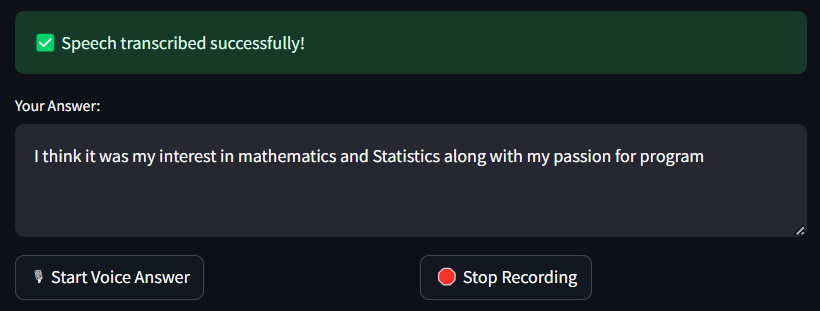 ✅ Speech transcribed successfully!
Your Answer:
I think it was my interest in mathematics and Statistics along with my passion for program
🎙 Start Voice Answer
🛑 Stop Recording